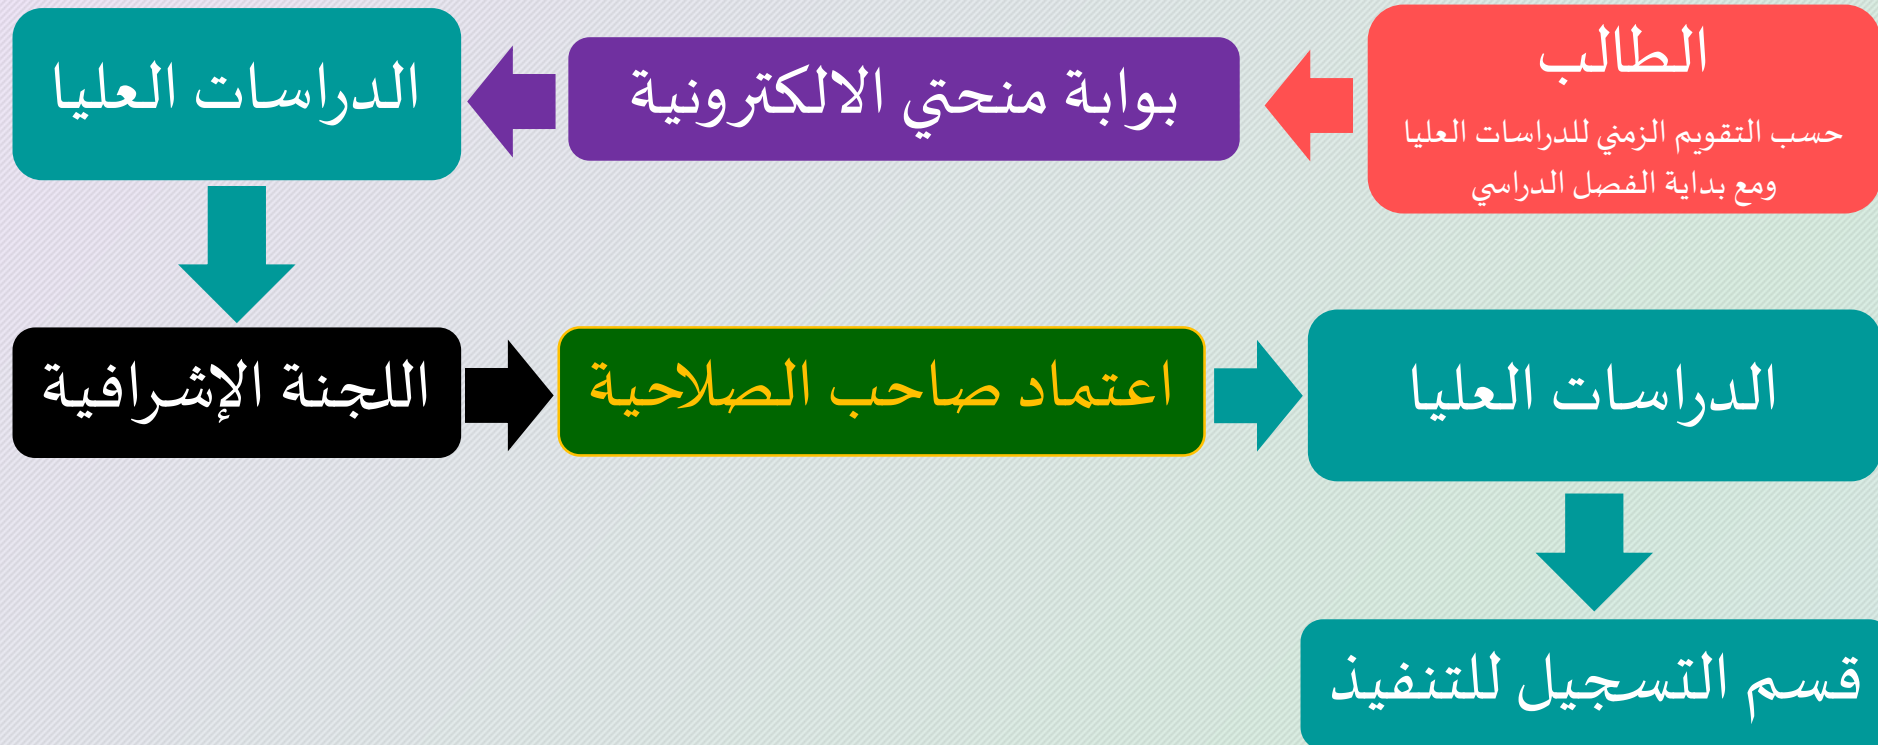 الطالب
حسب التقويم الزمني للدراسات العليا
ومع بداية الفصل الدراسي
بوابة منحتي الالكترونية
الدراسات العليا
اللجنة الإشرافية
اعتماد صاحب الصلاحية
الدراسات العليا
قسم التسجيل للتنفيذ